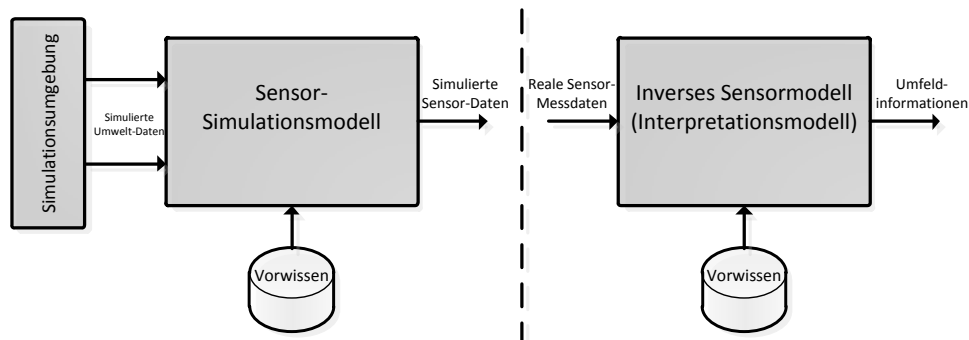 Simulationsumgebung
Simulierte
Umwelt-Daten
Sensor-
Simulationsmodell
Simulierte
Sensor-Daten
Vorwissen
Reale Sensor-
Messdaten
Inverses Sensormodell
(Interpretationsmodell)
Umfeld-
informationen
Vorwissen